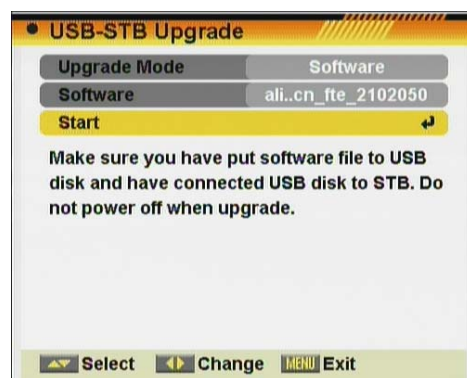 USB-STB Upgrade
Upgrade Mode Software
Software ali..cn_fte_2102050
Start
Make sure you have put software file to USB
disk and have connected USB disk to STB. Do
not power off when upgrade.
Select Change MENU Exit